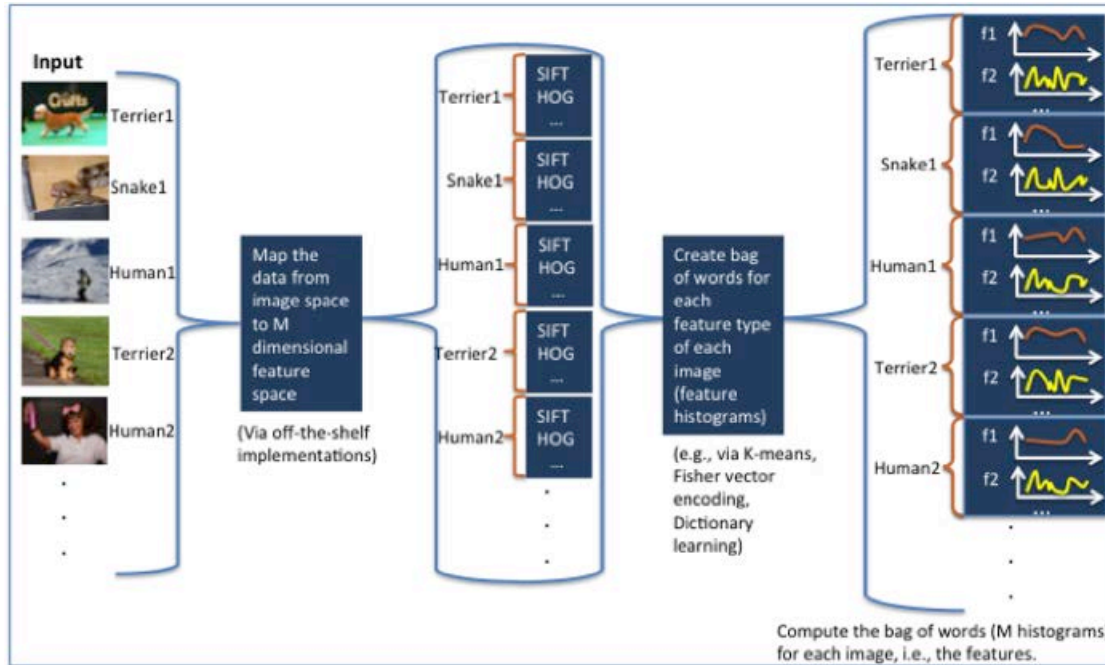 Input
Gufts
Terrier1
Snake1
Human1
Terrier2
Human2
.
.
.
Map the
data from
image space
to M
dimensional
feature
space
(Via off-the-shelf
implementations)
Terrier1
SIFT
HOG
...
Snake1
SIFT
HOG
...
Human1
SIFT
HOG
...
Terrier2
SIFT
HOG
...
Human2
SIFT
HOG
...
.
.
.
Create bag
of words for
each
feature type
of each
image
(feature
histograms)
(e.g., via K-means,
Fisher vector
encoding,
Dictionary
learning)
Terrier1
f1
f2
...
Snake1
f1
f2
...
Human1
f1
f2
...
Terrier2
f1
f2
...
Human2
f1
f2
...
.
.
.
Compute the bag of words (M histograms)
for each image, i.e., the features.